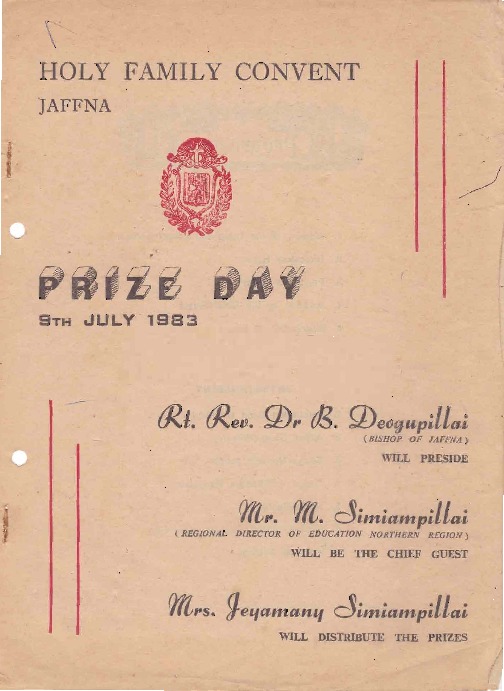 HOLY FAMILY CONVENT
JAFFNA
PRIZE DAY
9TH JULY 1983
Rt. Rev. Dr B. Deogupillai
(BISHOP OF JAFFNA)
WILL PRESIDE
Mr. M. Simiampillai
(REGIONAL DIRECTOR OF EDUCATION NORTHERN REGION)
WILL BE THE CHIEF GUEST
Mrs. Jeyamany Simiampillai
WILL DISTRIBUTE THE PRIZES